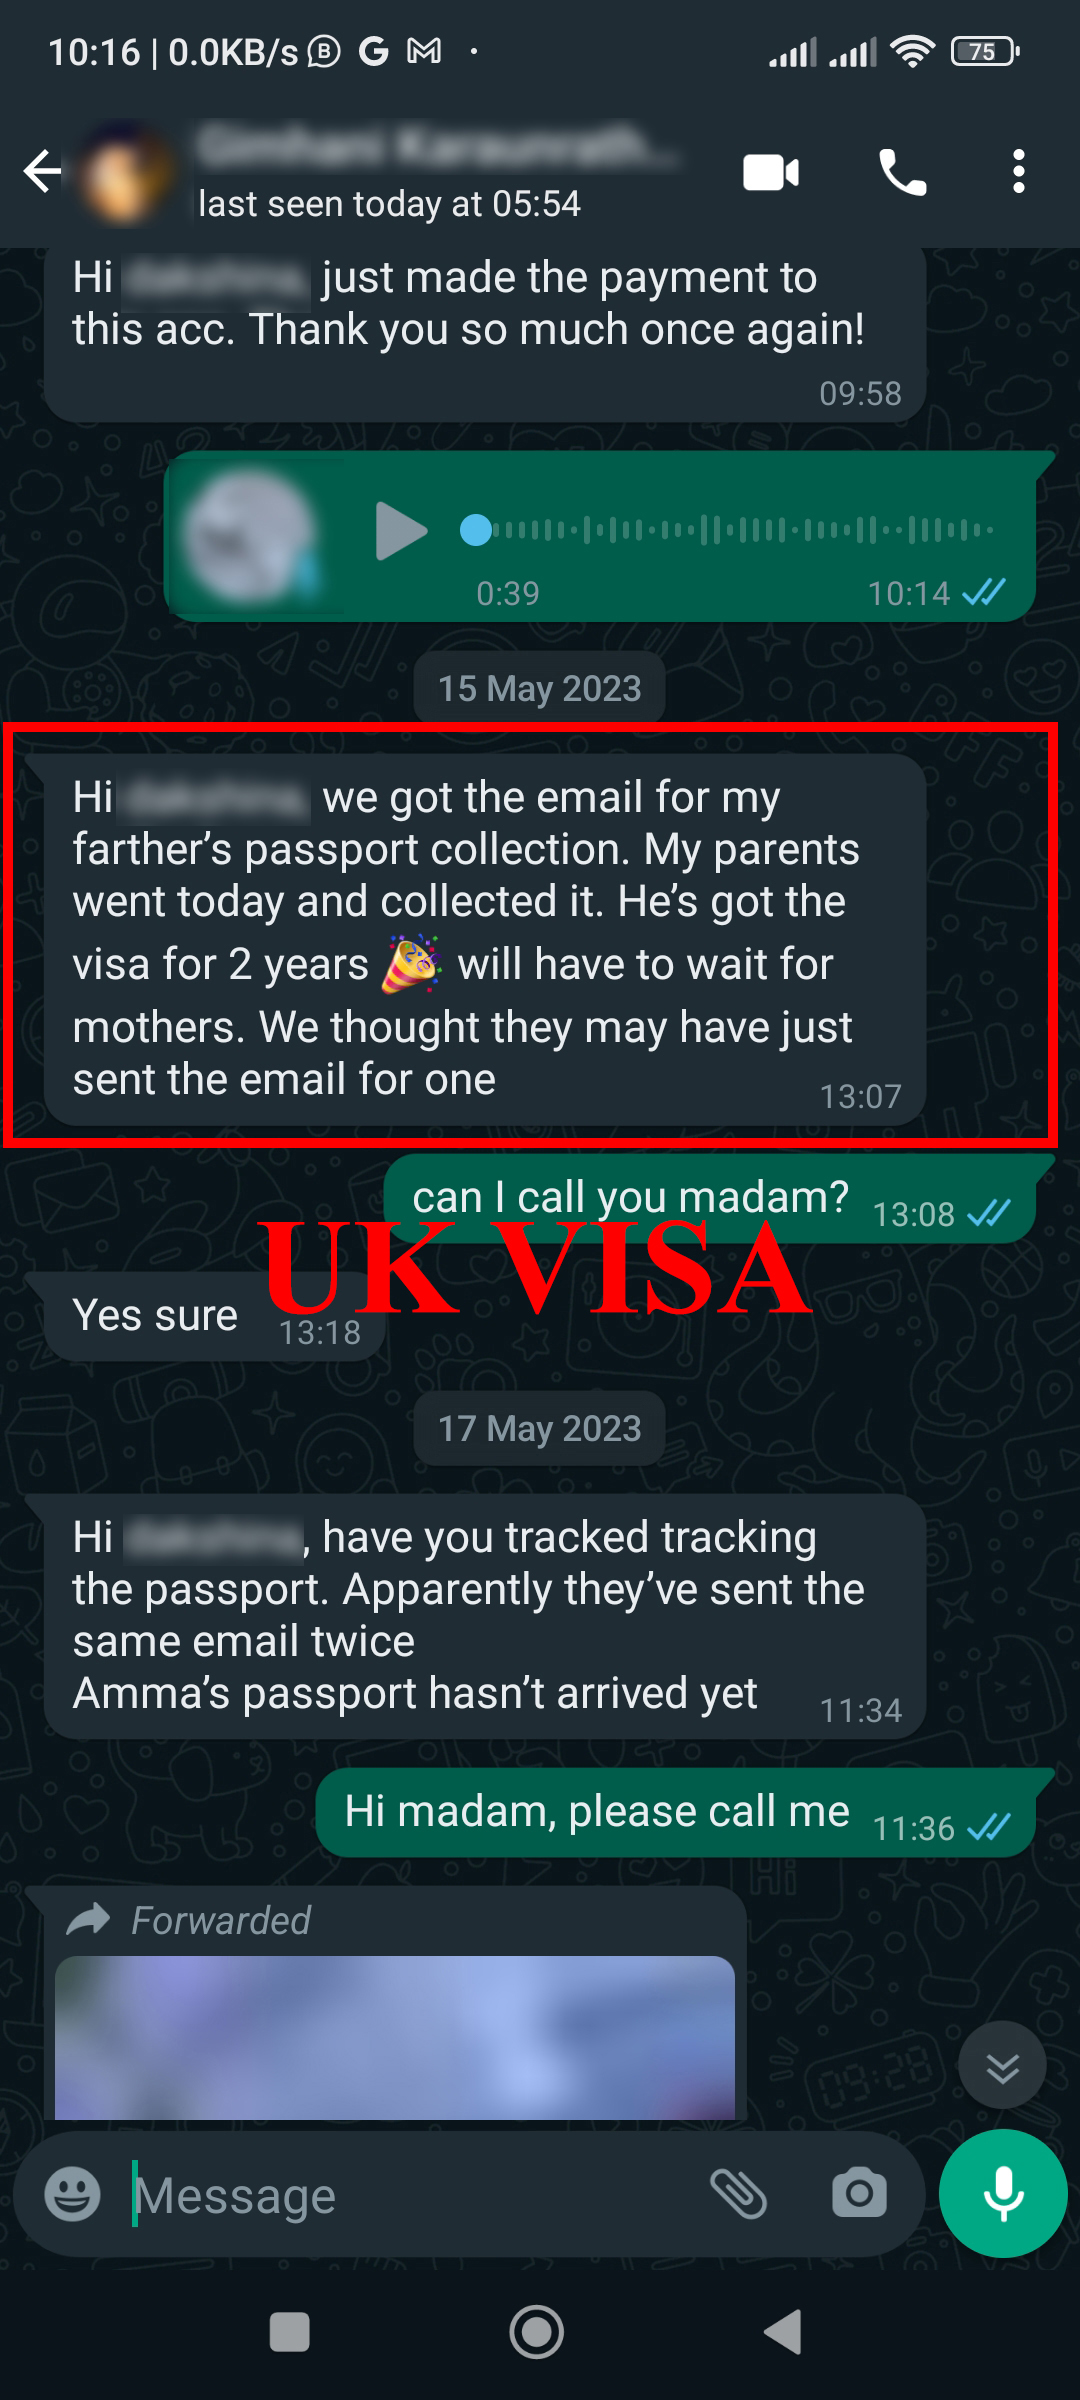 10:16 | 0.0KB/s
75
last seen today at 05:54
Hi just made the payment to
this acc. Thank you so much once again!
09:58
0:39
10:14
15 May 2023
Hi we got the email for my
farther’s passport collection. My parents
went today and collected it. He’s got the
visa for 2 years 🎉 will have to wait for
mothers. We thought they may have just
sent the email for one
13:07
can I call you madam?
13:08
UK VISA
Yes sure
13:18
17 May 2023
Hi , have you tracked tracking
the passport. Apparently they’ve sent the
same email twice
Amma’s passport hasn’t arrived yet
11:34
Hi madam, please call me
11:36
Forwarded
Message